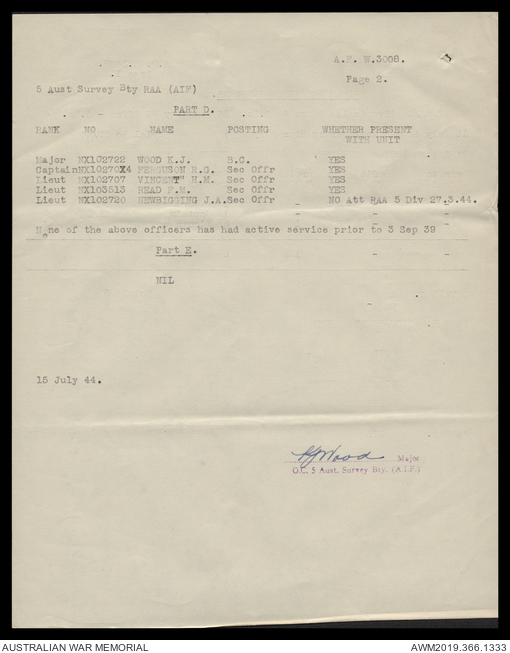 A.F. W.3008.
Page 2.
5 Aust Survey Bty RAA (AIF)
PART D.
RANK NO NAME POSTING WHETHER PRESENT
WITH UNIT
Major NX102722 WOOD K.J. B.C. YES
Captain FERGUSON R.G. Sec Offr YES
Lieut NX102707 VINCENT H.M. Sec Offr YES
Lieut NX103513 READ F.M. Sec Offr YES
Lieut NX102720 NEWBIGGING J.A. Sec Offr NO Att RAA 5 Div 27.3.44.
None of the above officers has had active service prior to 3 Sep 39
Part E.
NIL
15 July 44.
KJWood Major
O.C. 5 Aust. Survey Bty. (A.I.F.)
AUSTRALIAN WAR MEMORIAL AWM2019.366.1333